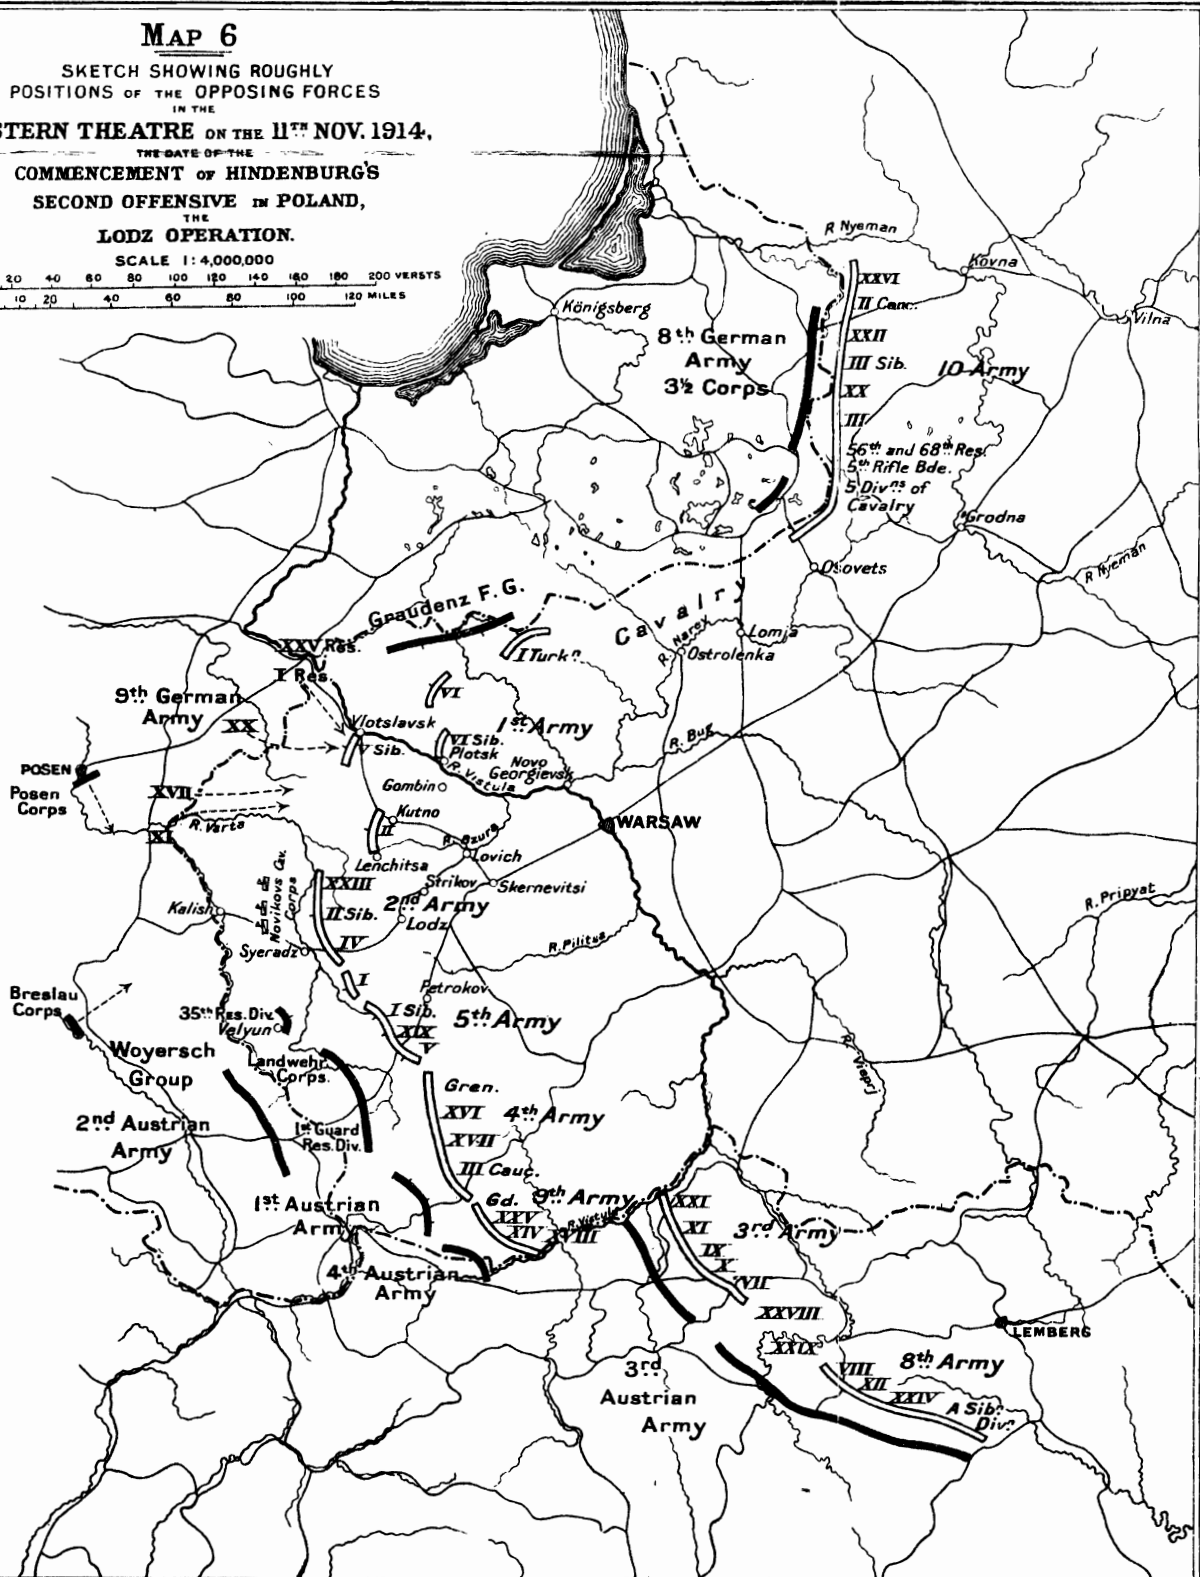 MAP 6
SKETCH SHOWING ROUGHLY
POSITIONS OF THE OPPOSING FORCES
IN THE
STERN THEATRE ON THE 11TH NOV. 1914,
THE DATE OF THE
COMMENCEMENT OF HINDENBURG'S
SECOND OFFENSIVE IN POLAND,
THE
LODZ OPERATION.
SCALE 1:4,000,000
20 40 60 80 100 120 140 160 180 200 VERSTS
10 20 40 60 80 100 120 MILES
R Nyeman
Kovna
Vilna
Königsberg
XXVI
II Cauc.
XXII
III Sib.
XX
III
8th German
Army
3½ Corps
10 Army
56th and 68th Res.
5th Rifle Bde.
5 Divns of
Cavalry
Grodna
R Nyeman
Osovets
Graudenz F.G.
Cavalry
Lomja
R. Narev
Ostrolenka
XXV Res.
I Res
I Turkn.
VI
9th German
Army
XX
Vlotslavsk
V Sib.
1st Army
VI Sib.
Plotsk
R. Vistula
Novo
Georgievsk
R. Bug
POSEN
Posen
Corps
XVII
XI
R. Varta
Gombin
Kutno
II
R. Bzura
Lenchitsa
Lovich
WARSAW
Strikov
Skernevitsi
XXIII
II Sib.
IV
2nd Army
Lodz
Novikovs Cav.
Corps
Kalish
Syeradz
R. Pilitsa
R. Pripyat
I
Petrokov
Breslau
Corps
35th Res. Div.
Velyun
I Sib.
XIX
V
5th Army
Woyersch
Group
Landwehr
Corps.
R. Vieprj
Gren.
XVI
XVII
III Cauc.
4th Army
2nd Austrian
Army
1st Guard
Res. Div.
1st Austrian
Army
Gd.
XXV
XIV
XVIII
9th Army
R. Vistula
XXI
XI
IX
X
VII
3rd Army
4th Austrian
Army
XXVIII
XXIX
LEMBERG
3rd
Austrian
Army
VIII
XII
XXIV
A Sibn
Divn.
8th Army